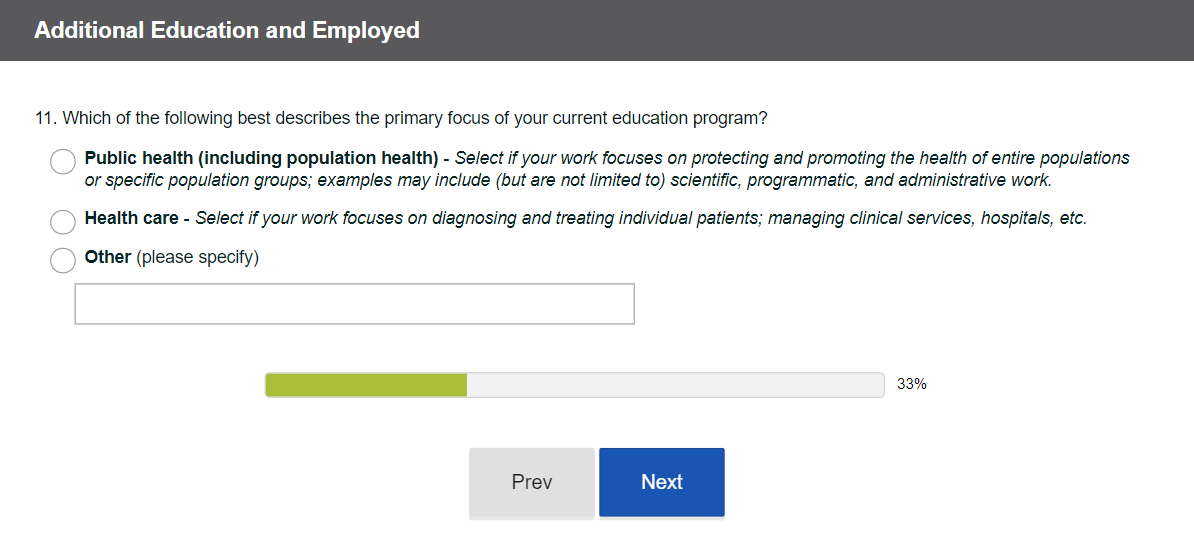 Additional Education and Employed
11. Which of the following best describes the primary focus of your current education program?
Public health (including population health) - Select if your work focuses on protecting and promoting the health of entire populations
or specific population groups; examples may include (but are not limited to) scientific, programmatic, and administrative work.
Health care - Select if your work focuses on diagnosing and treating individual patients; managing clinical services, hospitals, etc.
Other (please specify)
33%
Prev Next